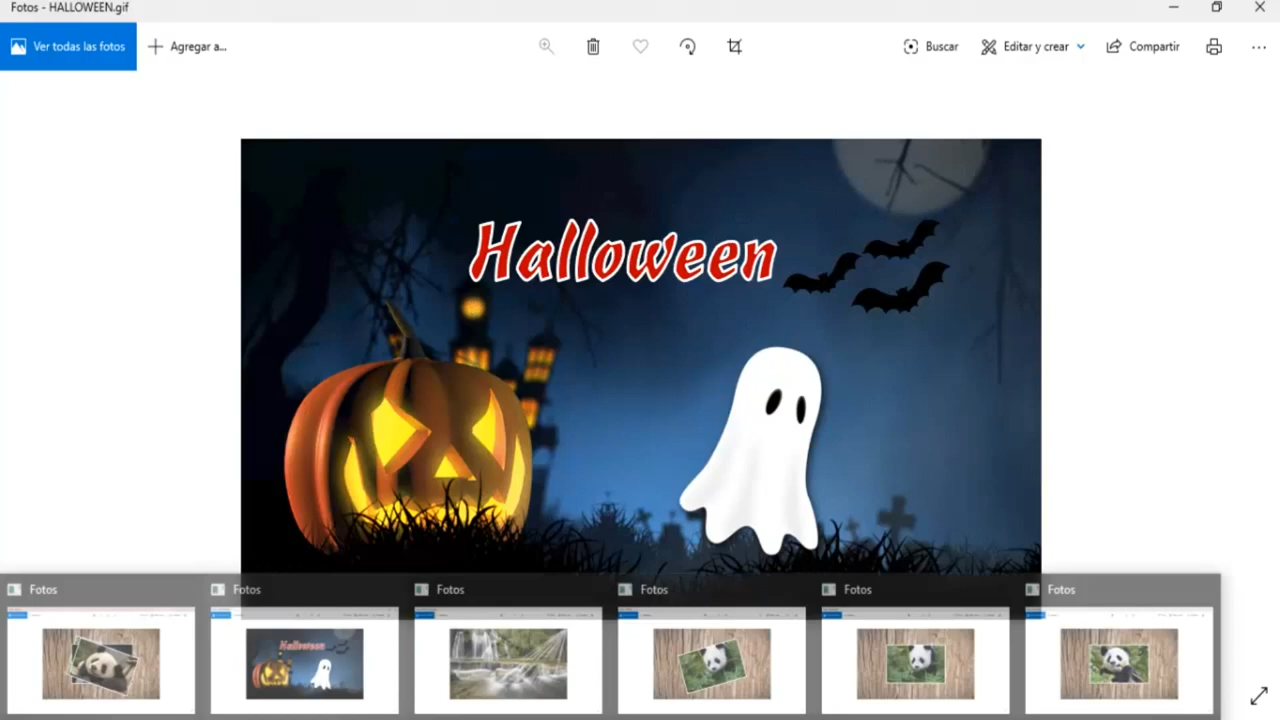 Fotos - HALLOWEEN.gif
Ver todas las fotos
Agregar a...
Buscar
Editar y crear
Compartir
Halloween
Fotos
Fotos
Fotos
Fotos
Fotos
Fotos
Halloween